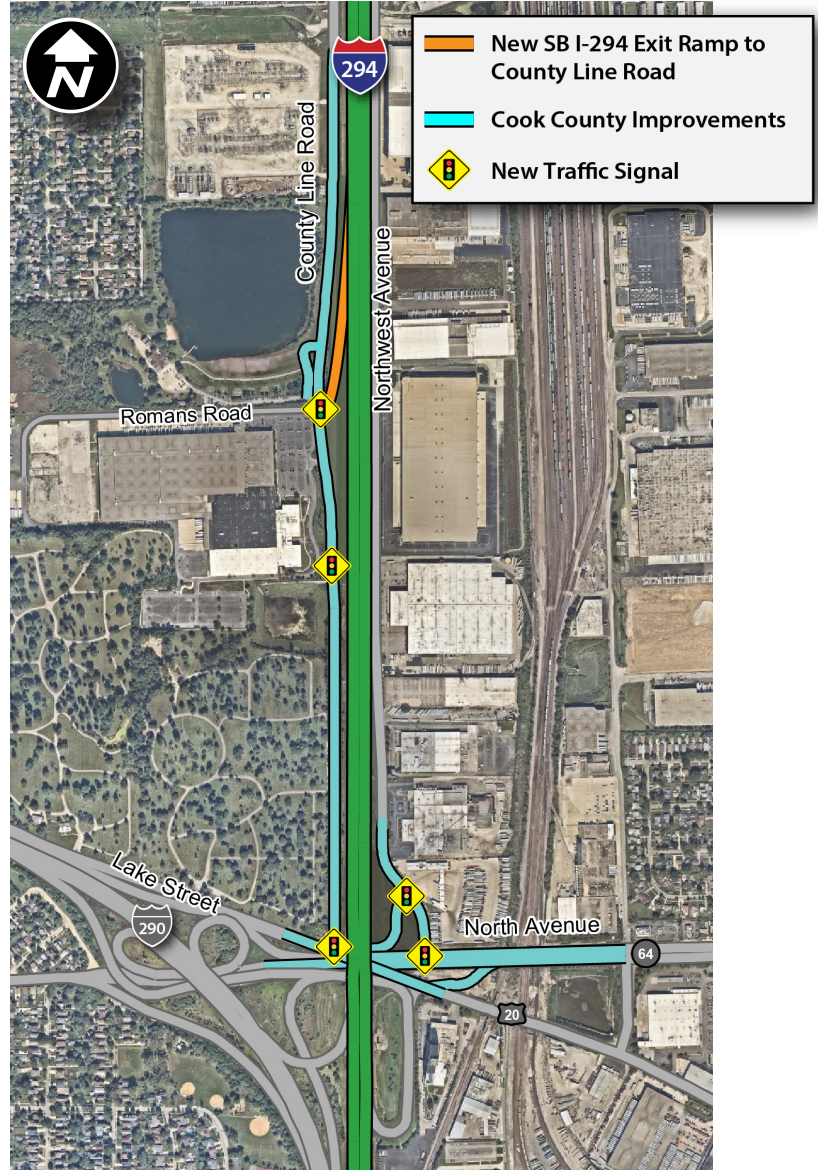 N
294
New SB I-294 Exit Ramp to
County Line Road
Cook County Improvements
New Traffic Signal
County Line Road
Northwest Avenue
Romans Road
Lake Street
290
North Avenue
64
20